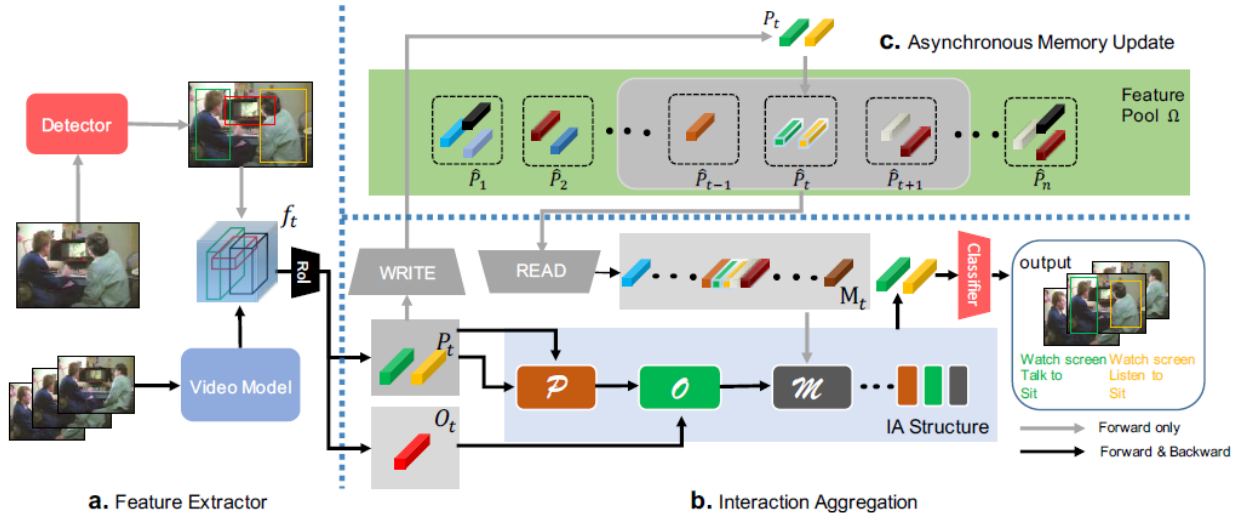 Detector
f_t
RoI
Video Model
a. Feature Extractor
P_t
c. Asynchronous Memory Update
Feature
Pool Ω
P̂_1
P̂_2
P̂_{t−1}
P̂_t
P̂_{t+1}
P̂_n
WRITE
READ
M_t
Classifier
output
P_t
O_t
P
O
M
IA Structure
Watch screen
Talk to
Sit
Watch screen
Listen to
Sit
Forward only
Forward & Backward
b. Interaction Aggregation